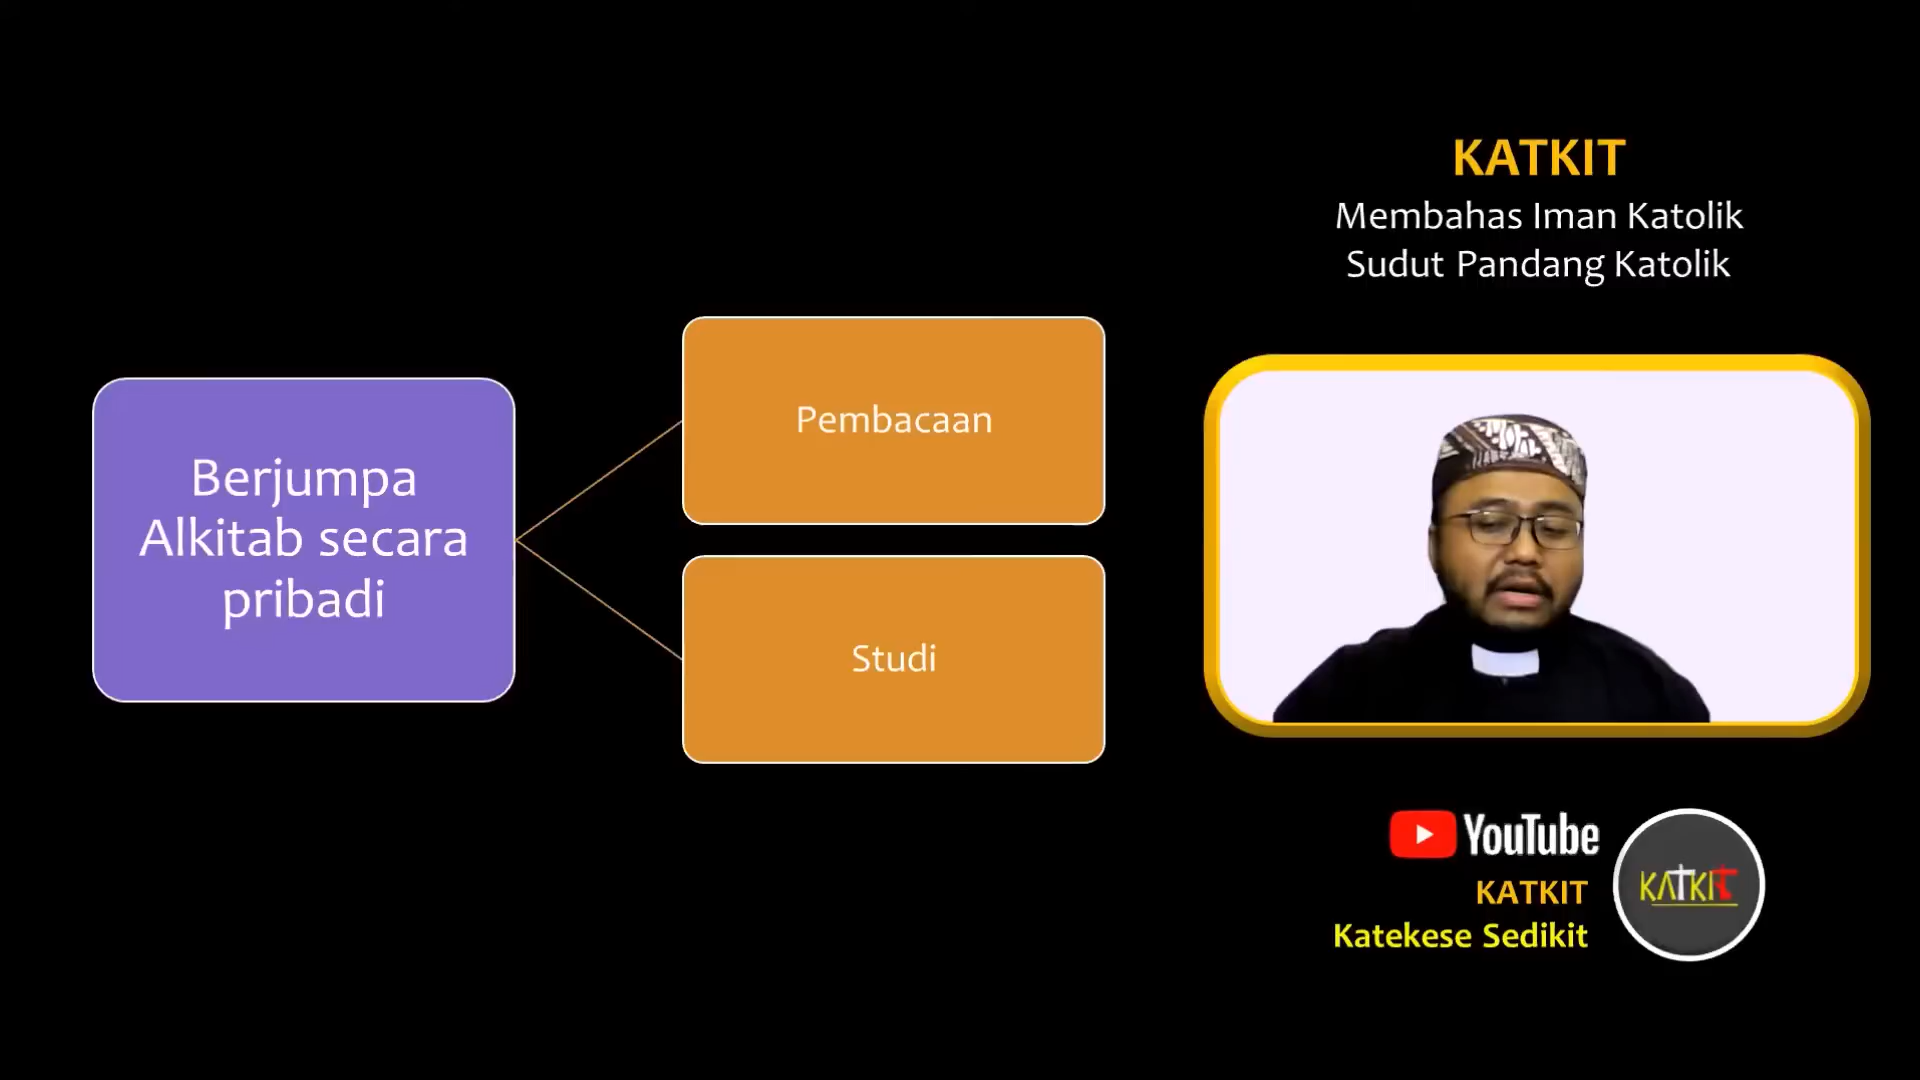 Berjumpa
Alkitab secara
pribadi
Pembacaan
Studi
KATKIT
Membahas Iman Katolik
Sudut Pandang Katolik
YouTube
KATKIT
Katekese Sedikit
KATKIT